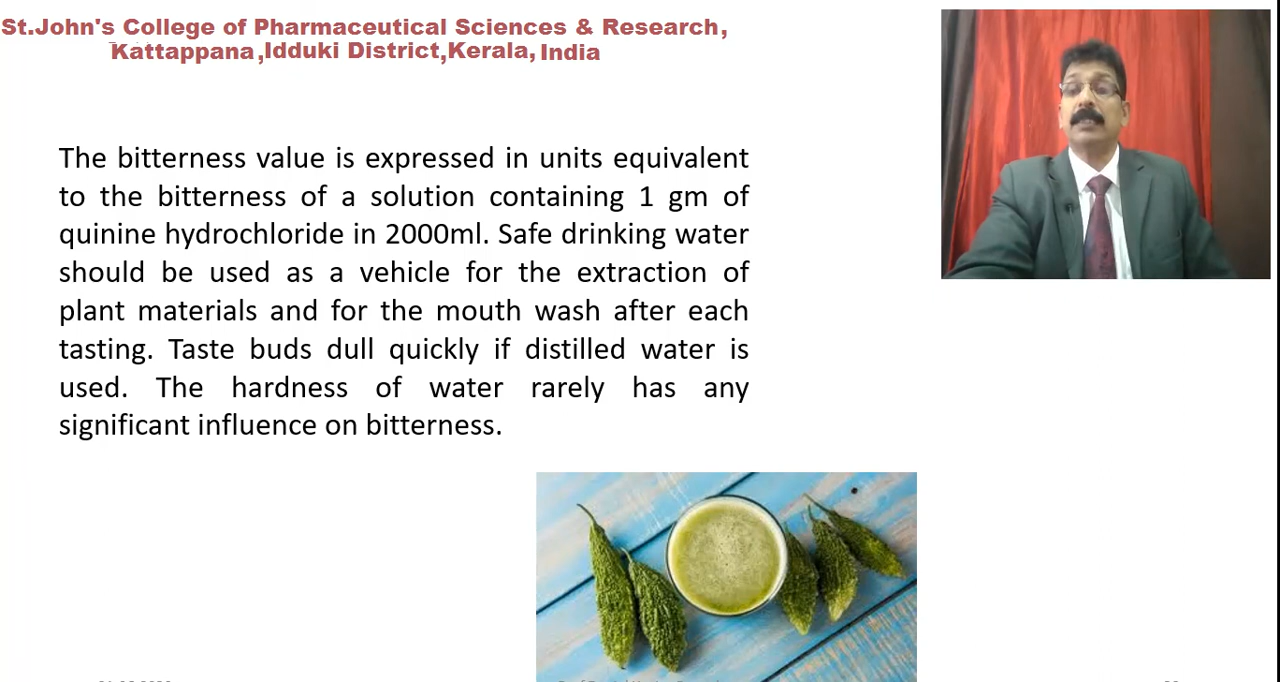 St.John's College of Pharmaceutical Sciences & Research,
Kattappana,Idduki District,Kerala, India
The bitterness value is expressed in units equivalent
to the bitterness of a solution containing 1 gm of
quinine hydrochloride in 2000ml. Safe drinking water
should be used as a vehicle for the extraction of
plant materials and for the mouth wash after each
tasting. Taste buds dull quickly if distilled water is
used. The hardness of water rarely has any
significant influence on bitterness.